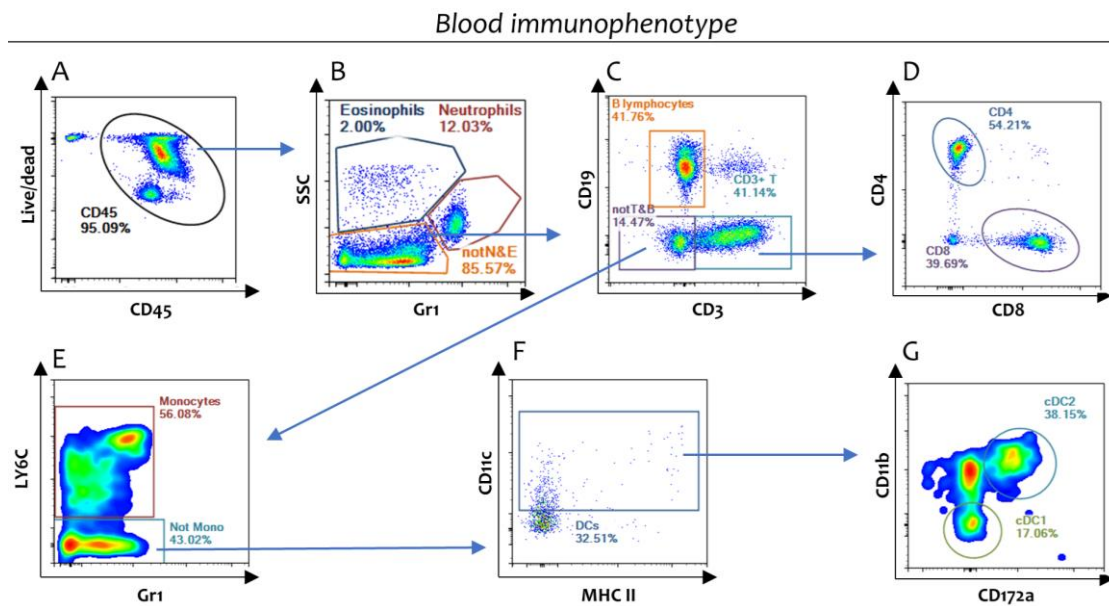 Blood immunophenotype
A
Live/dead
CD45
95.09%
CD45
B
Eosinophils
2.00%
Neutrophils
12.03%
SSC
notN&E
85.57%
Gr1
C
B lymphocytes
41.76%
CD19
CD3+ T
41.14%
notT&B
14.47%
CD3
D
CD4
54.21%
CD4
CD8
39.69%
CD8
E
Monocytes
56.08%
LY6C
Not Mono
43.02%
Gr1
F
CD11c
DCs
32.51%
MHC II
G
cDC2
38.15%
CD11b
cDC1
17.06%
CD172a